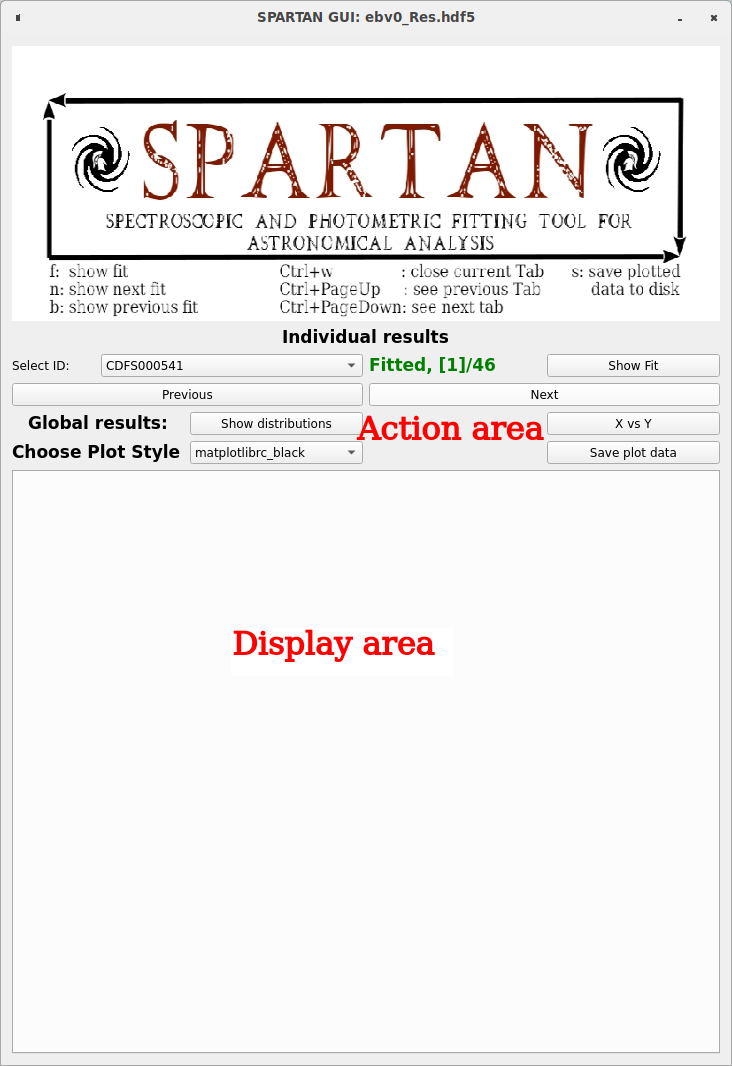 SPARTAN GUI: ebv0_Res.hdf5
SPARTAN
SPECTROSCOPIC AND PHOTOMETRIC FITTING TOOL FOR
ASTRONOMICAL ANALYSIS
f: show fit Ctrl+w : close current Tab s: save plotted
n: show next fit Ctrl+PageUp : see previous Tab data to disk
b: show previous fit Ctrl+PageDown: see next tab
Individual results
Select ID: CDFS000541 Fitted, [1]/46 Show Fit
Previous Next
Global results: Show distributions Action area X vs Y
Choose Plot Style matplotlibrc_black Save plot data
Display area